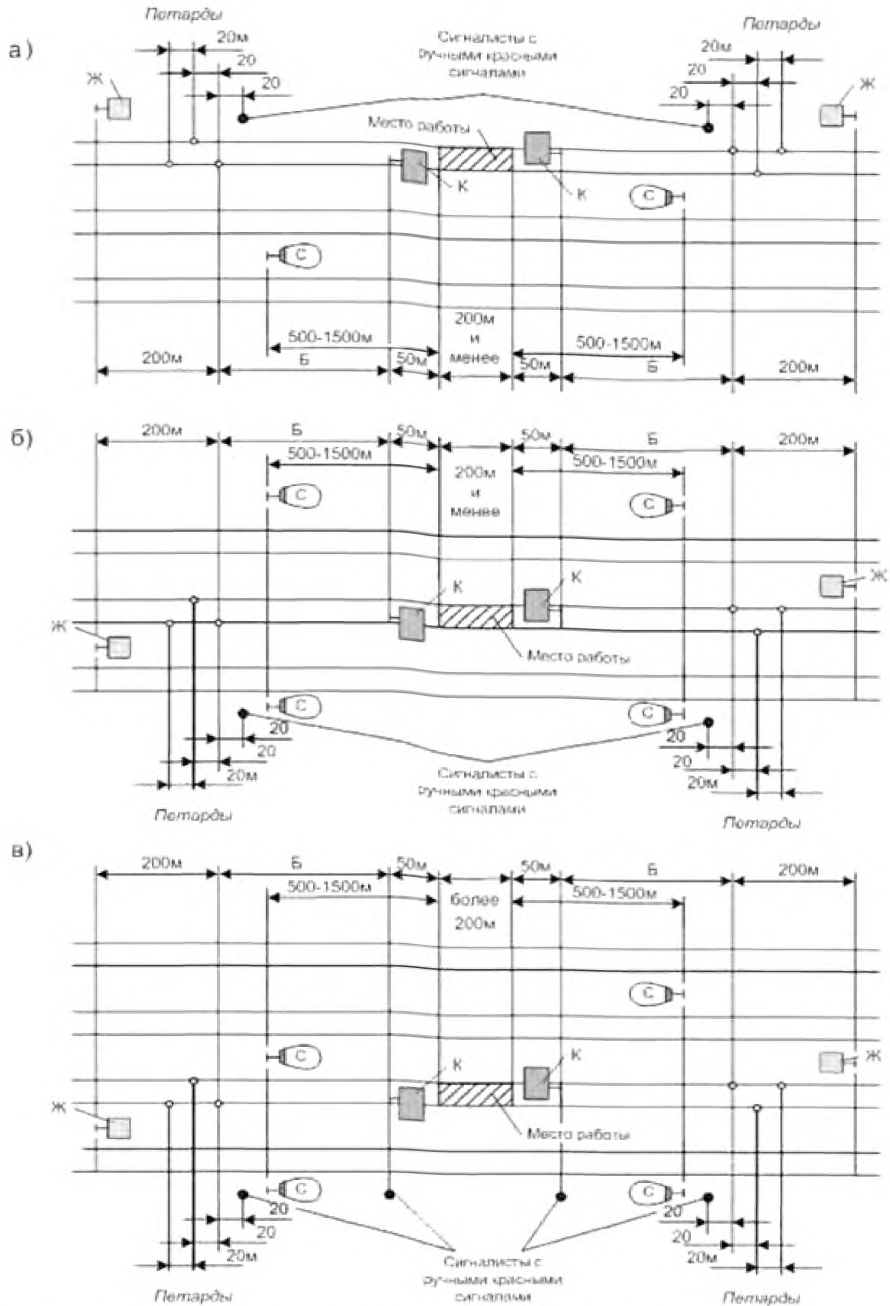 а)
Петарды
20м
20
20
Ж
Сигналисты с
ручными красными
сигналами
Петарды
20м
20
20
Ж
Место работы
К
К
С
С
500-1500м
200м
и
менее
500-1500м
200м
Б
50м
50м
Б
200м
б)
200м
Б
50м
50м
Б
200м
500-1500м
200м
и
менее
500-1500м
С
С
К
К
Ж
Ж
Место работы
С
С
20
20
20м
20
20
20м
Сигналисты с
ручными красными
сигналами
Петарды
Петарды
в)
200м
Б
50м
50м
Б
200м
500-1500м
более
200м
500-1500м
С
С
К
К
Ж
Ж
Место работы
С
С
20
20
20м
20
20
20м
Сигналисты с
ручными красными
сигналами
Петарды
Петарды